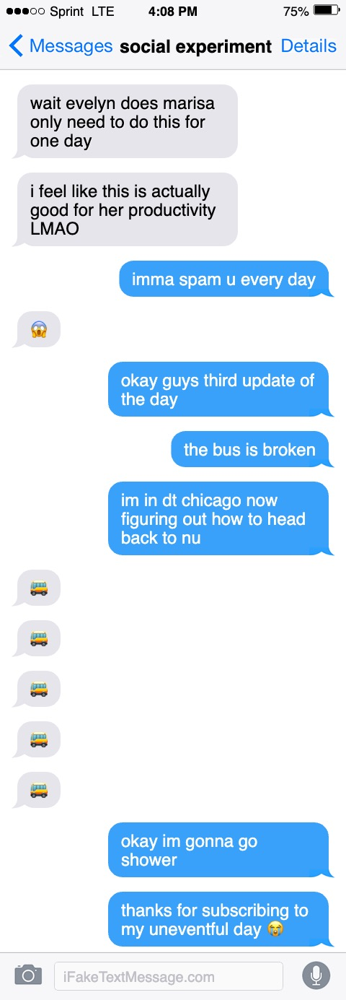 Sprint LTE 4:08 PM 75%
Messages social experiment Details
wait evelyn does marisa
only need to do this for
one day
i feel like this is actually
good for her productivity
LMAO
imma spam u every day
😱
okay guys third update of
the day
the bus is broken
im in dt chicago now
figuring out how to head
back to nu
🚌
🚌
🚌
🚌
🚌
okay im gonna go
shower
thanks for subscribing to
my uneventful day 😭
iFakeTextMessage.com